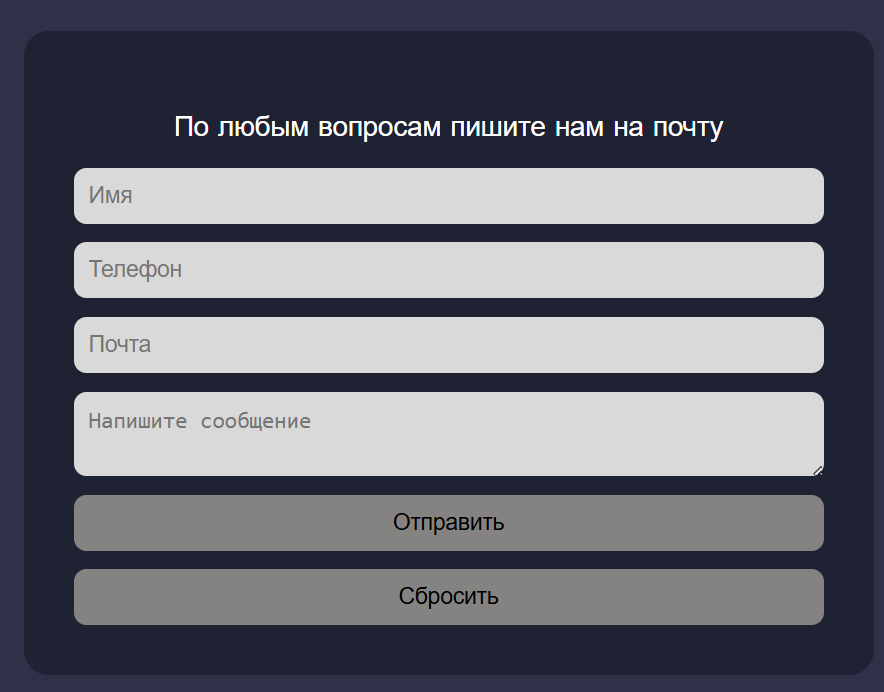 По любым вопросам пишите нам на почту
Имя
Телефон
Почта
Напишите сообщение
Отправить
Сбросить